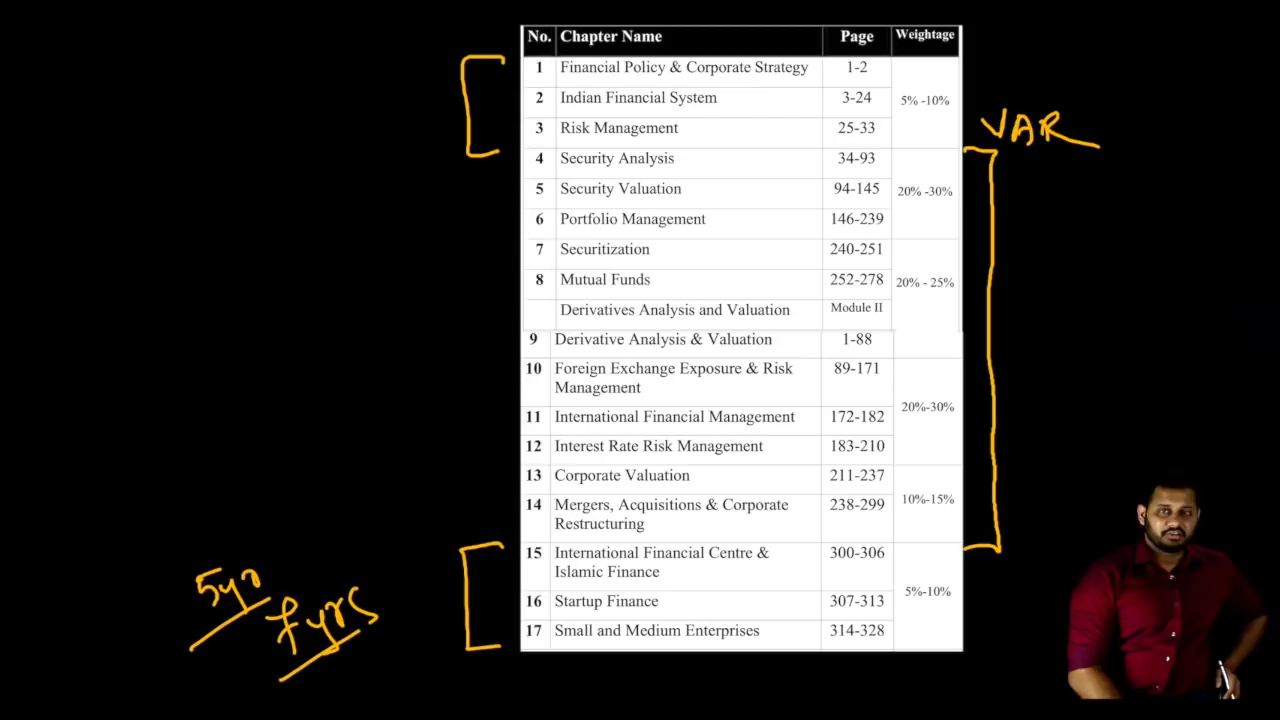 No. Chapter Name Page Weightage
1 Financial Policy & Corporate Strategy 1-2
2 Indian Financial System 3-24 5% -10%
3 Risk Management 25-33
VAR
4 Security Analysis 34-93
5 Security Valuation 94-145 20% -30%
6 Portfolio Management 146-239
7 Securitization 240-251
8 Mutual Funds 252-278 20% - 25%
Derivatives Analysis and Valuation Module II
9 Derivative Analysis & Valuation 1-88
10 Foreign Exchange Exposure & Risk 89-171
Management
20%-30%
11 International Financial Management 172-182
12 Interest Rate Risk Management 183-210
13 Corporate Valuation 211-237
10%-15%
14 Mergers, Acquisitions & Corporate 238-299
Restructuring
15 International Financial Centre & 300-306
Islamic Finance
5%-10%
16 Startup Finance 307-313
17 Small and Medium Enterprises 314-328
5yr
7 yrs